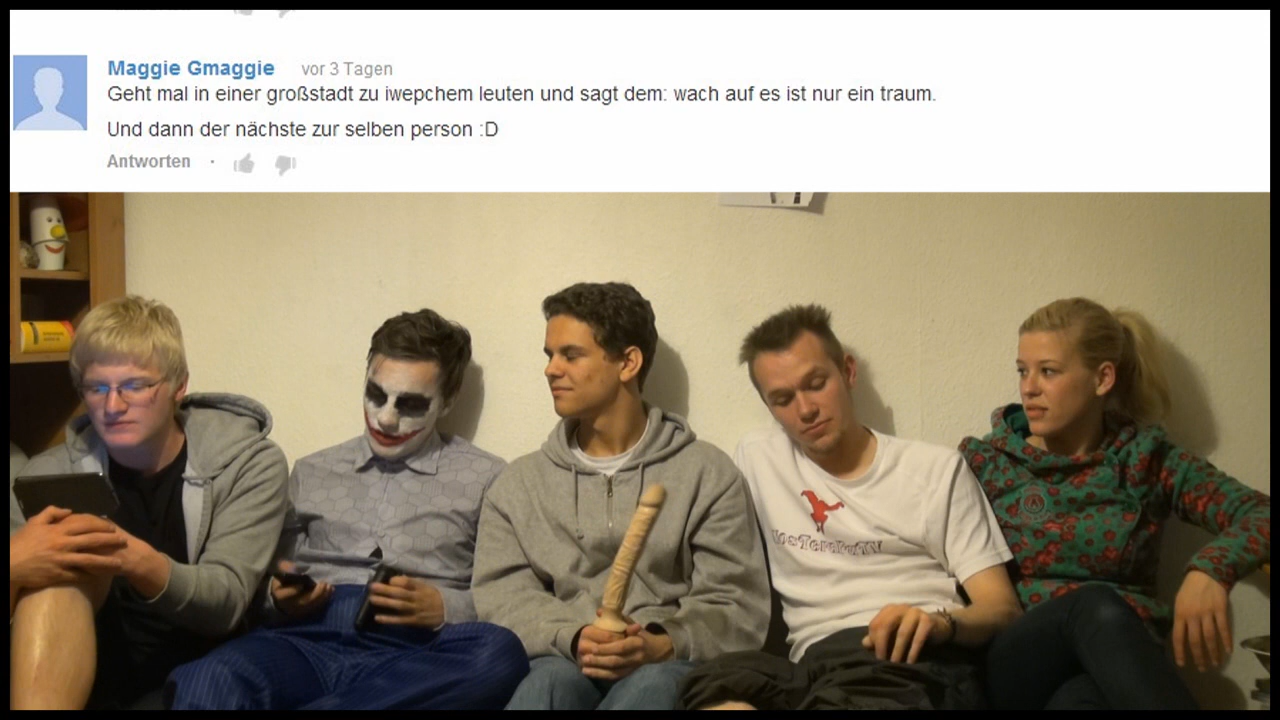 Maggie Gmaggie vor 3 Tagen
Geht mal in einer großstadt zu iwepchem leuten und sagt dem: wach auf es ist nur ein traum.
Und dann der nächste zur selben person :D
Antworten ·